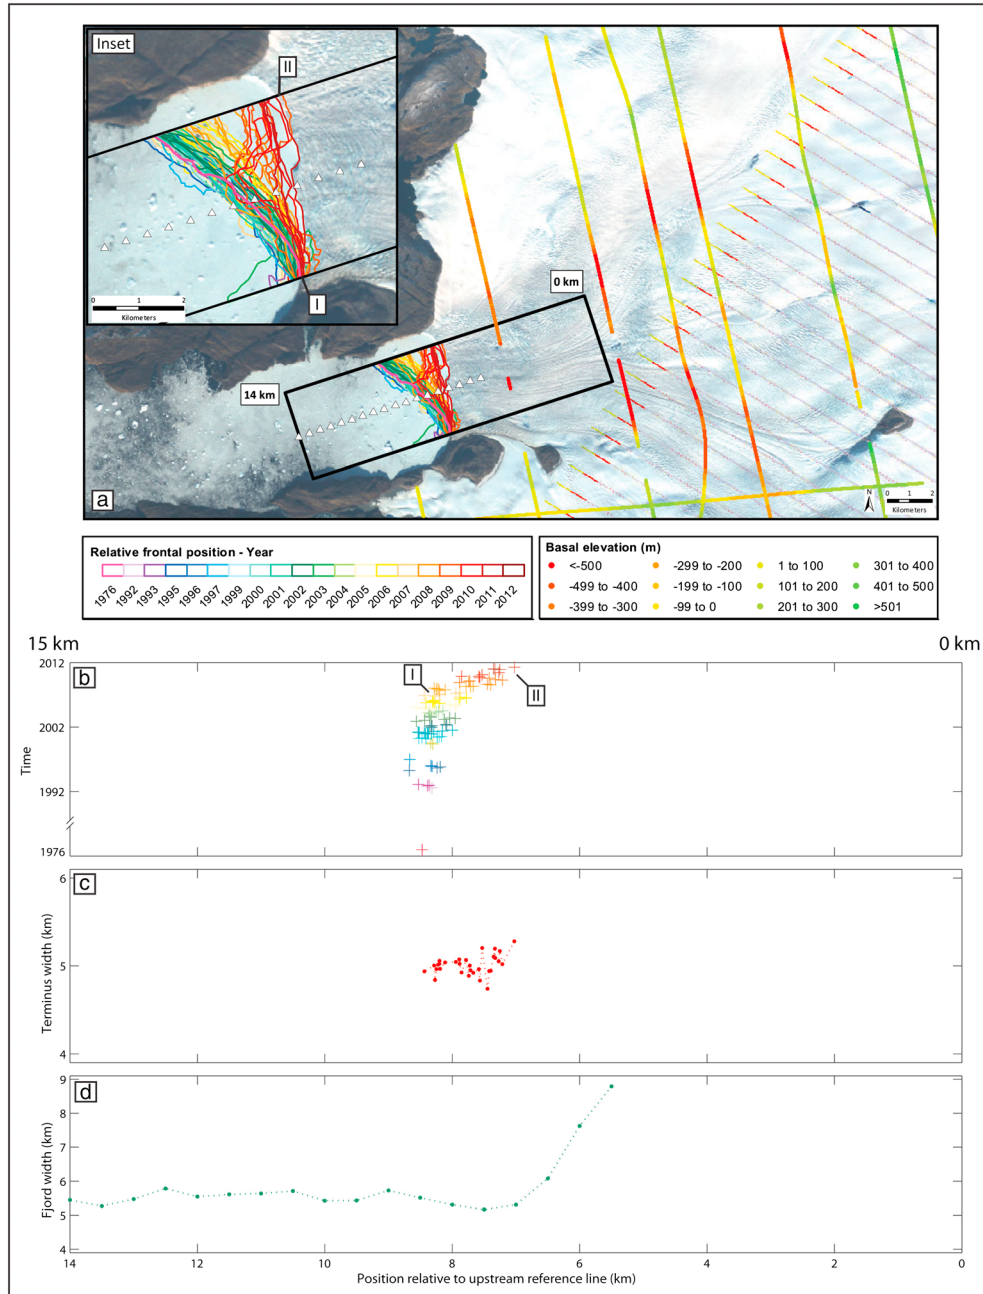 Inset
II
I
0 1 2
Kilometers
0 km
14 km
a
N
0 1 2
Kilometers
Relative frontal position - Year
1976 1992 1993 1995 1996 1997 1999 2000 2001 2002 2003 2004 2005 2006 2007 2008 2009 2010 2011 2012
Basal elevation (m)
<-500 -299 to -200 1 to 100 301 to 400
-499 to -400 -199 to -100 101 to 200 401 to 500
-399 to -300 -99 to 0 201 to 300 >501
15 km 0 km
b
I
II
2012
2002
1992
1976
Time
c
6
5
4
Terminus width (km)
d
9
8
7
6
5
4
Fjord width (km)
14 12 10 8 6 4 2 0
Position relative to upstream reference line (km)